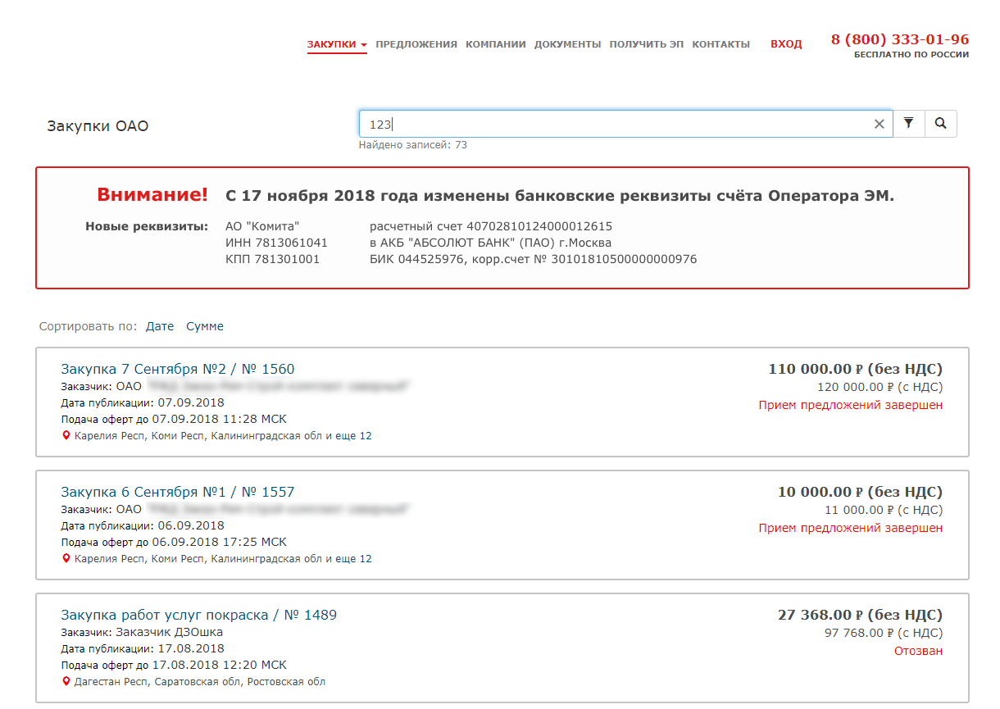 ЗАКУПКИ ПРЕДЛОЖЕНИЯ КОМПАНИИ ДОКУМЕНТЫ ПОЛУЧИТЬ ЭП КОНТАКТЫ ВХОД 8 (800) 333-01-96
БЕСПЛАТНО ПО РОССИИ
Закупки ОАО
123
Найдено записей: 73
Внимание! С 17 ноября 2018 года изменены банковские реквизиты счёта Оператора ЭМ.
Новые реквизиты: АО "Комита" расчетный счет 40702810124000012615
ИНН 7813061041 в АКБ "АБСОЛЮТ БАНК" (ПАО) г.Москва
КПП 781301001 БИК 044525976, корр.счет № 30101810500000000976
Сортировать по: Дате Сумме
Закупка 7 Сентября №2 / № 1560 110 000.00 ₽ (без НДС)
Заказчик: ОАО 120 000.00 ₽ (с НДС)
Дата публикации: 07.09.2018 Прием предложений завершен
Подача оферт до 07.09.2018 11:28 МСК
Карелия Респ, Коми Респ, Калининградская обл и еще 12
Закупка 6 Сентября №1 / № 1557 10 000.00 ₽ (без НДС)
Заказчик: ОАО 11 000.00 ₽ (с НДС)
Дата публикации: 06.09.2018 Прием предложений завершен
Подача оферт до 06.09.2018 17:25 МСК
Карелия Респ, Коми Респ, Калининградская обл и еще 12
Закупка работ услуг покраска / № 1489 27 368.00 ₽ (без НДС)
Заказчик: Заказчик ДЗОшка 97 768.00 ₽ (с НДС)
Дата публикации: 17.08.2018 Отозван
Подача оферт до 17.08.2018 12:20 МСК
Дагестан Респ, Саратовская обл, Ростовская обл